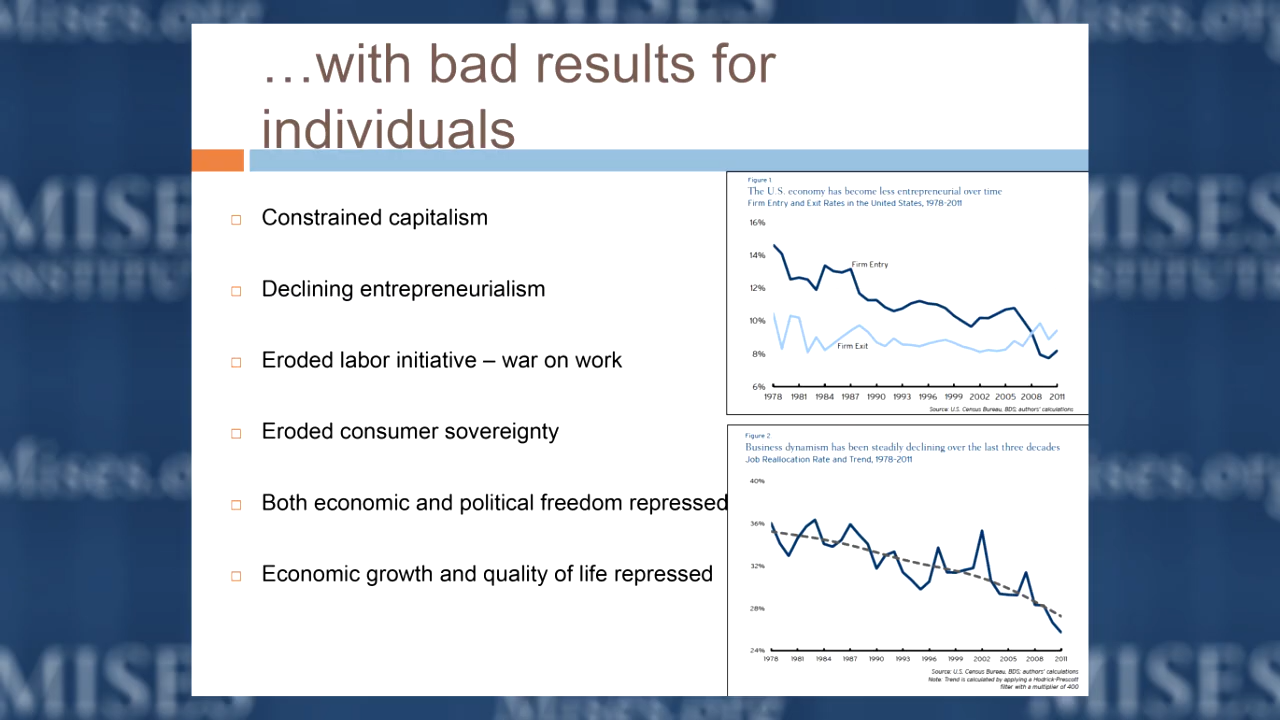 Mises.org
MISES
INSTITUTE
…with bad results for
individuals
Constrained capitalism
Declining entrepreneurialism
Eroded labor initiative – war on work
Eroded consumer sovereignty
Both economic and political freedom repressed
Economic growth and quality of life repressed
Figure 1
The U.S. economy has become less entrepreneurial over time
Firm Entry and Exit Rates in the United States, 1978-2011
16%
14%
Firm Entry
12%
10%
Firm Exit
8%
6%
1978 1981 1984 1987 1990 1993 1996 1999 2002 2005 2008 2011
Source: U.S. Census Bureau, BDS; authors' calculations
Figure 2
Business dynamism has been steadily declining over the last three decades
Job Reallocation Rate and Trend, 1978-2011
40%
36%
32%
28%
24%
1978 1981 1984 1987 1990 1993 1996 1999 2002 2005 2008 2011
Source: U.S. Census Bureau, BDS; authors' calculations
Note: Trend is calculated by applying a Hodrick-Prescott
filter with a multiplier of 400